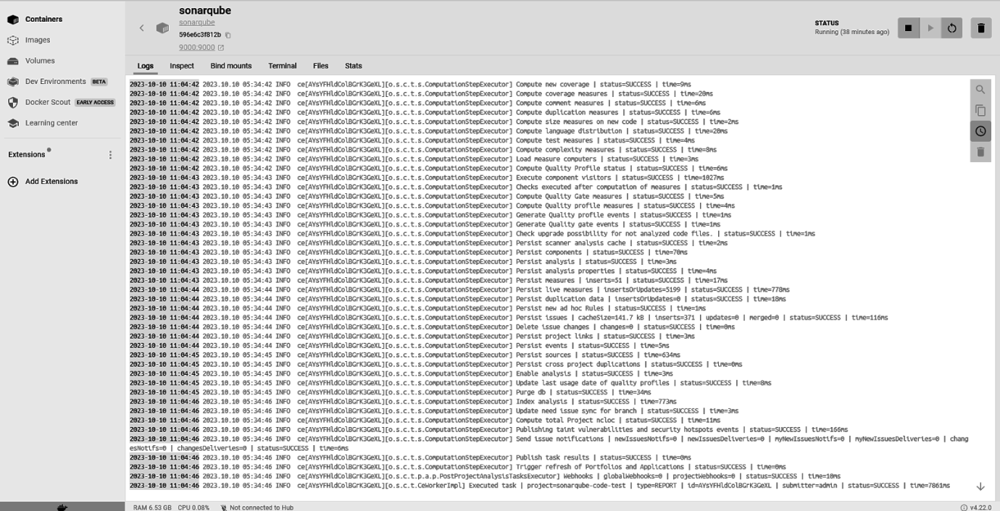 sonarqube
sonarqube
596e6c3f812b
9000:9000
STATUS
Running (38 minutes ago)
Containers
Images
Volumes
Dev Environments BETA
Docker Scout EARLY ACCESS
Learning center
Extensions
Add Extensions
Logs Inspect Bind mounts Terminal Files Stats
2023-10-10 11:04:42 2023.10.10 05:34:42 INFO ce[AYsYFHldColBGrK3GeXL][o.s.c.t.s.ComputationStepExecutor] Compute new coverage | status=SUCCESS | time=9ms
2023-10-10 11:04:42 2023.10.10 05:34:42 INFO ce[AYsYFHldColBGrK3GeXL][o.s.c.t.s.ComputationStepExecutor] Compute coverage measures | status=SUCCESS | time=20ms
2023-10-10 11:04:42 2023.10.10 05:34:42 INFO ce[AYsYFHldColBGrK3GeXL][o.s.c.t.s.ComputationStepExecutor] Compute comment measures | status=SUCCESS | time=6ms
2023-10-10 11:04:42 2023.10.10 05:34:42 INFO ce[AYsYFHldColBGrK3GeXL][o.s.c.t.s.ComputationStepExecutor] Compute duplication measures | status=SUCCESS | time=6ms
2023-10-10 11:04:42 2023.10.10 05:34:42 INFO ce[AYsYFHldColBGrK3GeXL][o.s.c.t.s.ComputationStepExecutor] Compute size measures on new code | status=SUCCESS | time=2ms
2023-10-10 11:04:42 2023.10.10 05:34:42 INFO ce[AYsYFHldColBGrK3GeXL][o.s.c.t.s.ComputationStepExecutor] Compute language distribution | status=SUCCESS | time=20ms
2023-10-10 11:04:42 2023.10.10 05:34:42 INFO ce[AYsYFHldColBGrK3GeXL][o.s.c.t.s.ComputationStepExecutor] Compute test measures | status=SUCCESS | time=4ms
2023-10-10 11:04:42 2023.10.10 05:34:42 INFO ce[AYsYFHldColBGrK3GeXL][o.s.c.t.s.ComputationStepExecutor] Compute complexity measures | status=SUCCESS | time=8ms
2023-10-10 11:04:42 2023.10.10 05:34:42 INFO ce[AYsYFHldColBGrK3GeXL][o.s.c.t.s.ComputationStepExecutor] Load measure computers | status=SUCCESS | time=3ms
2023-10-10 11:04:42 2023.10.10 05:34:42 INFO ce[AYsYFHldColBGrK3GeXL][o.s.c.t.s.ComputationStepExecutor] Compute Quality Profile status | status=SUCCESS | time=6ms
2023-10-10 11:04:43 2023.10.10 05:34:43 INFO ce[AYsYFHldColBGrK3GeXL][o.s.c.t.s.ComputationStepExecutor] Execute component visitors | status=SUCCESS | time=1027ms
2023-10-10 11:04:43 2023.10.10 05:34:43 INFO ce[AYsYFHldColBGrK3GeXL][o.s.c.t.s.ComputationStepExecutor] Checks executed after computation of measures | status=SUCCESS | time=1ms
2023-10-10 11:04:43 2023.10.10 05:34:43 INFO ce[AYsYFHldColBGrK3GeXL][o.s.c.t.s.ComputationStepExecutor] Compute Quality Gate measures | status=SUCCESS | time=5ms
2023-10-10 11:04:43 2023.10.10 05:34:43 INFO ce[AYsYFHldColBGrK3GeXL][o.s.c.t.s.ComputationStepExecutor] Compute Quality profile measures | status=SUCCESS | time=4ms
2023-10-10 11:04:43 2023.10.10 05:34:43 INFO ce[AYsYFHldColBGrK3GeXL][o.s.c.t.s.ComputationStepExecutor] Generate Quality profile events | status=SUCCESS | time=1ms
2023-10-10 11:04:43 2023.10.10 05:34:43 INFO ce[AYsYFHldColBGrK3GeXL][o.s.c.t.s.ComputationStepExecutor] Generate Quality gate events | status=SUCCESS | time=1ms
2023-10-10 11:04:43 2023.10.10 05:34:43 INFO ce[AYsYFHldColBGrK3GeXL][o.s.c.t.s.ComputationStepExecutor] Check upgrade possibility for not analyzed code files. | status=SUCCESS | time=1ms
2023-10-10 11:04:43 2023.10.10 05:34:43 INFO ce[AYsYFHldColBGrK3GeXL][o.s.c.t.s.ComputationStepExecutor] Persist scanner analysis cache | status=SUCCESS | time=2ms
2023-10-10 11:04:43 2023.10.10 05:34:43 INFO ce[AYsYFHldColBGrK3GeXL][o.s.c.t.s.ComputationStepExecutor] Persist components | status=SUCCESS | time=70ms
2023-10-10 11:04:43 2023.10.10 05:34:43 INFO ce[AYsYFHldColBGrK3GeXL][o.s.c.t.s.ComputationStepExecutor] Persist analysis | status=SUCCESS | time=3ms
2023-10-10 11:04:43 2023.10.10 05:34:43 INFO ce[AYsYFHldColBGrK3GeXL][o.s.c.t.s.ComputationStepExecutor] Persist analysis properties | status=SUCCESS | time=4ms
2023-10-10 11:04:43 2023.10.10 05:34:43 INFO ce[AYsYFHldColBGrK3GeXL][o.s.c.t.s.ComputationStepExecutor] Persist measures | inserts=51 | status=SUCCESS | time=17ms
2023-10-10 11:04:44 2023.10.10 05:34:44 INFO ce[AYsYFHldColBGrK3GeXL][o.s.c.t.s.ComputationStepExecutor] Persist live measures | insertsOrUpdates=5199 | status=SUCCESS | time=778ms
2023-10-10 11:04:44 2023.10.10 05:34:44 INFO ce[AYsYFHldColBGrK3GeXL][o.s.c.t.s.ComputationStepExecutor] Persist duplication data | insertsOrUpdates=0 | status=SUCCESS | time=18ms
2023-10-10 11:04:44 2023.10.10 05:34:44 INFO ce[AYsYFHldColBGrK3GeXL][o.s.c.t.s.ComputationStepExecutor] Persist new ad hoc Rules | status=SUCCESS | time=1ms
2023-10-10 11:04:44 2023.10.10 05:34:44 INFO ce[AYsYFHldColBGrK3GeXL][o.s.c.t.s.ComputationStepExecutor] Persist issues | cacheSize=141.7 kB | inserts=371 | updates=0 | merged=0 | status=SUCCESS | time=116ms
2023-10-10 11:04:44 2023.10.10 05:34:44 INFO ce[AYsYFHldColBGrK3GeXL][o.s.c.t.s.ComputationStepExecutor] Delete issue changes | changes=0 | status=SUCCESS | time=0ms
2023-10-10 11:04:44 2023.10.10 05:34:44 INFO ce[AYsYFHldColBGrK3GeXL][o.s.c.t.s.ComputationStepExecutor] Persist project links | status=SUCCESS | time=3ms
2023-10-10 11:04:44 2023.10.10 05:34:44 INFO ce[AYsYFHldColBGrK3GeXL][o.s.c.t.s.ComputationStepExecutor] Persist events | status=SUCCESS | time=5ms
2023-10-10 11:04:45 2023.10.10 05:34:45 INFO ce[AYsYFHldColBGrK3GeXL][o.s.c.t.s.ComputationStepExecutor] Persist sources | status=SUCCESS | time=634ms
2023-10-10 11:04:45 2023.10.10 05:34:45 INFO ce[AYsYFHldColBGrK3GeXL][o.s.c.t.s.ComputationStepExecutor] Persist cross project duplications | status=SUCCESS | time=0ms
2023-10-10 11:04:45 2023.10.10 05:34:45 INFO ce[AYsYFHldColBGrK3GeXL][o.s.c.t.s.ComputationStepExecutor] Enable analysis | status=SUCCESS | time=3ms
2023-10-10 11:04:45 2023.10.10 05:34:45 INFO ce[AYsYFHldColBGrK3GeXL][o.s.c.t.s.ComputationStepExecutor] Update last usage date of quality profiles | status=SUCCESS | time=8ms
2023-10-10 11:04:45 2023.10.10 05:34:45 INFO ce[AYsYFHldColBGrK3GeXL][o.s.c.t.s.ComputationStepExecutor] Purge db | status=SUCCESS | time=34ms
2023-10-10 11:04:46 2023.10.10 05:34:46 INFO ce[AYsYFHldColBGrK3GeXL][o.s.c.t.s.ComputationStepExecutor] Index analysis | status=SUCCESS | time=773ms
2023-10-10 11:04:46 2023.10.10 05:34:46 INFO ce[AYsYFHldColBGrK3GeXL][o.s.c.t.s.ComputationStepExecutor] Update need issue sync for branch | status=SUCCESS | time=3ms
2023-10-10 11:04:46 2023.10.10 05:34:46 INFO ce[AYsYFHldColBGrK3GeXL][o.s.c.t.s.ComputationStepExecutor] Compute total Project ncloc | status=SUCCESS | time=11ms
2023-10-10 11:04:46 2023.10.10 05:34:46 INFO ce[AYsYFHldColBGrK3GeXL][o.s.c.t.s.ComputationStepExecutor] Publishing taint vulnerabilities and security hotspots events | status=SUCCESS | time=166ms
2023-10-10 11:04:46 2023.10.10 05:34:46 INFO ce[AYsYFHldColBGrK3GeXL][o.s.c.t.s.ComputationStepExecutor] Send issue notifications | newIssuesNotifs=0 | newIssuesDeliveries=0 | myNewIssuesNotifs=0 | myNewIssuesDeliveries=0 | chang
esNotifs=0 | changesDeliveries=0 | status=SUCCESS | time=6ms
2023-10-10 11:04:46 2023.10.10 05:34:46 INFO ce[AYsYFHldColBGrK3GeXL][o.s.c.t.s.ComputationStepExecutor] Publish task results | status=SUCCESS | time=0ms
2023-10-10 11:04:46 2023.10.10 05:34:46 INFO ce[AYsYFHldColBGrK3GeXL][o.s.c.t.s.ComputationStepExecutor] Trigger refresh of Portfolios and Applications | status=SUCCESS | time=0ms
2023-10-10 11:04:46 2023.10.10 05:34:46 INFO ce[AYsYFHldColBGrK3GeXL][o.s.c.t.p.a.p.PostProjectAnalysisTasksExecutor] Webhooks | globalWebhooks=0 | projectWebhooks=0 | status=SUCCESS | time=10ms
2023-10-10 11:04:46 2023.10.10 05:34:46 INFO ce[AYsYFHldColBGrK3GeXL][o.s.c.t.CeWorkerImpl] Executed task | project=sonarqube-code-test | type=REPORT | id=AYsYFHldColBGrK3GeXL | submitter=admin | status=SUCCESS | time=7861ms
RAM 6.53 GB CPU 0.08% Not connected to Hub
v4.22.0